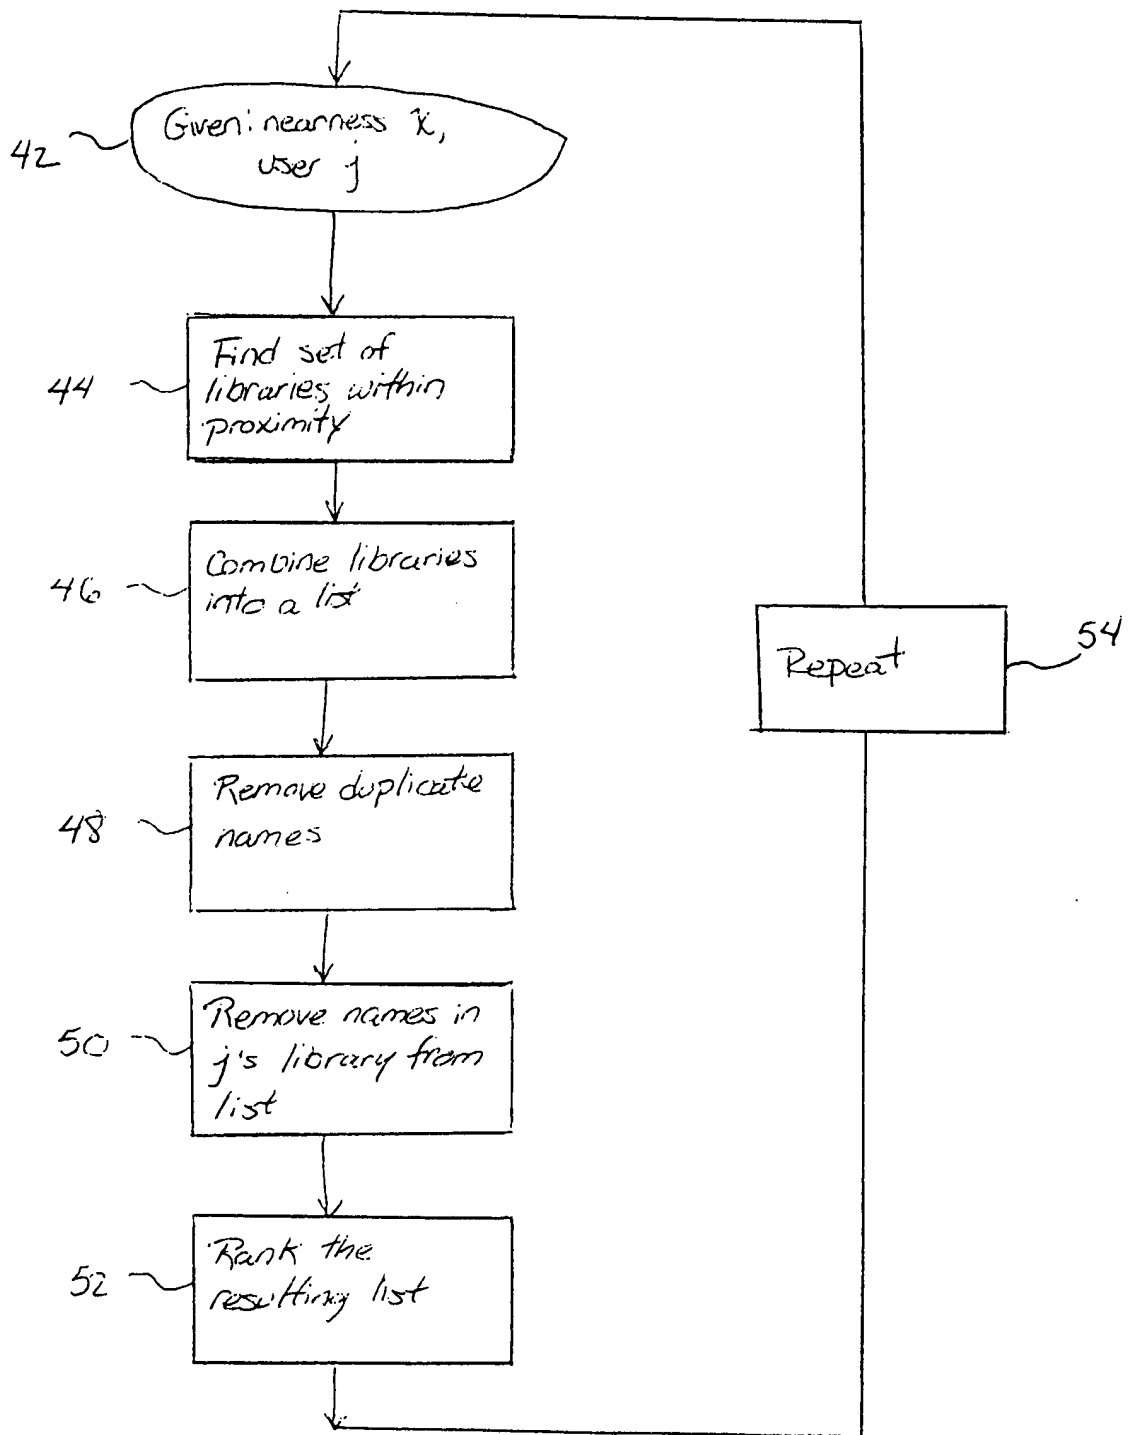 Given: nearness x,
user j
42
Find set of
libraries within
proximity
44
Combine libraries
into a list
46
Repeat
54
Remove duplicate
names
48
Remove names in
j's library from
list
50
Rank the
resulting list
52